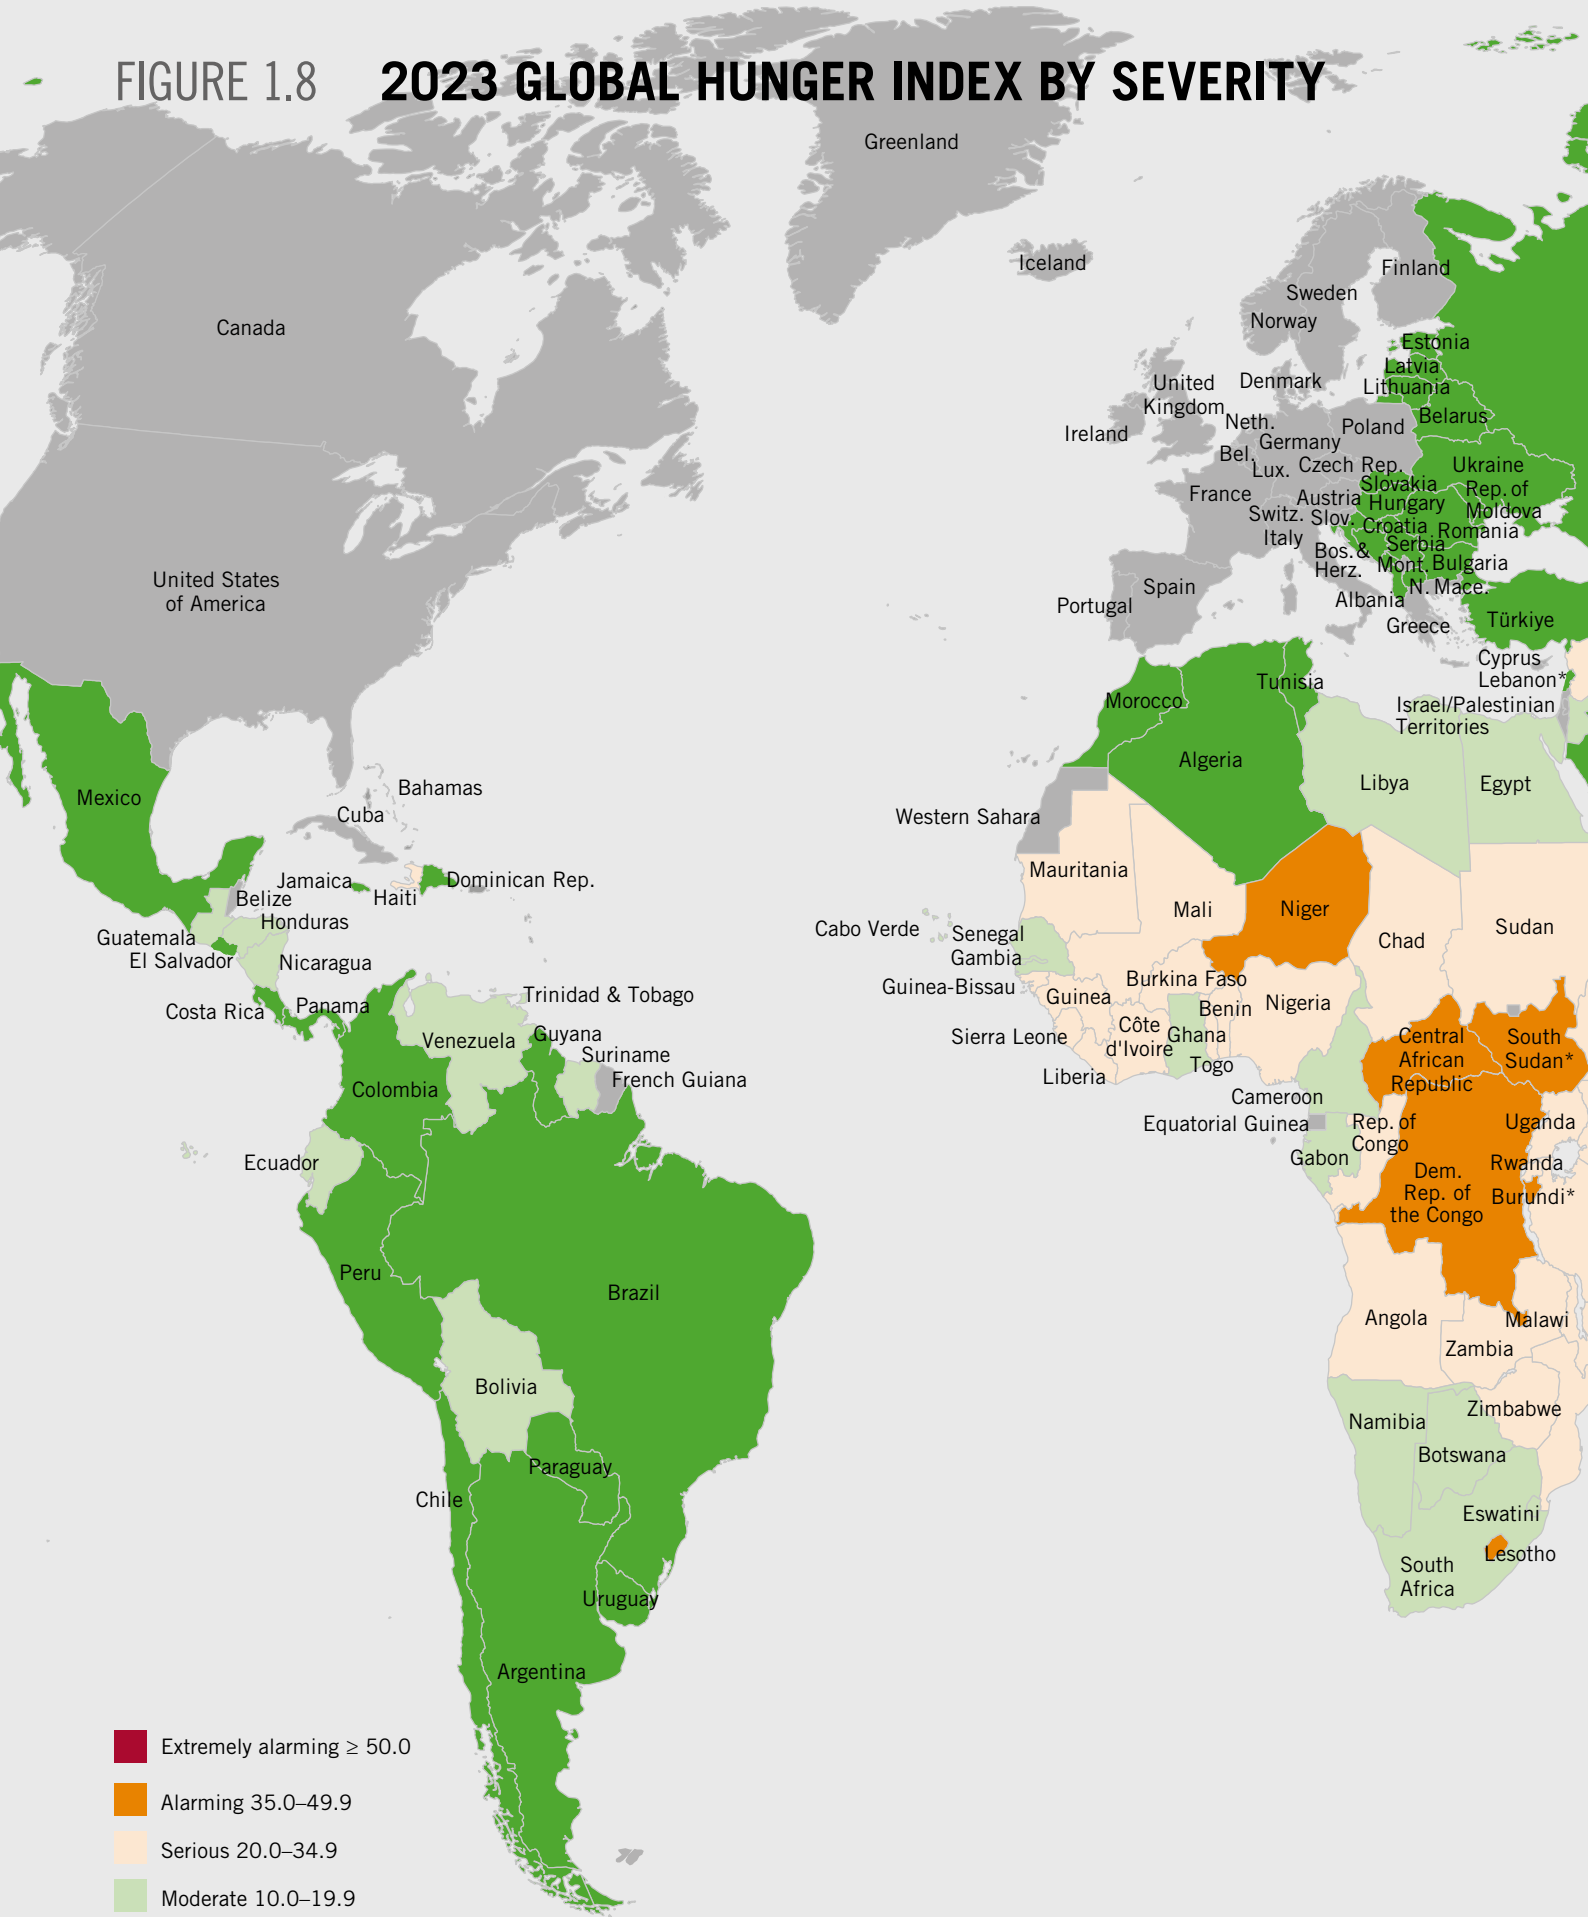 FIGURE 1.8 2023 GLOBAL HUNGER INDEX BY SEVERITY
Greenland
Iceland
Finland
Sweden
Norway
Canada
Estonia
Latvia
Lithuania
United
Kingdom
Denmark
Belarus
Neth.
Poland
Ireland
Germany
Bel.
Lux.
Czech Rep.
Ukraine
Slovakia
France
Austria
Hungary
Rep. of
Moldova
Switz.
Slov.
Croatia
Romania
Italy
Serbia
Bos.&
Herz.
Mont.
Bulgaria
United States
of America
Spain
N. Mace.
Portugal
Albania
Greece
Türkiye
Cyprus
Lebanon*
Tunisia
Morocco
Israel/Palestinian
Territories
Algeria
Libya
Egypt
Mexico
Bahamas
Cuba
Western Sahara
Mauritania
Jamaica
Dominican Rep.
Belize
Haiti
Honduras
Mali
Niger
Guatemala
Cabo Verde
Senegal
Chad
Sudan
El Salvador
Nicaragua
Gambia
Burkina Faso
Guinea-Bissau
Trinidad & Tobago
Guinea
Nigeria
Costa Rica
Panama
Benin
Venezuela
Guyana
Sierra Leone
Côte
d'Ivoire
Ghana
Central
African
Republic
South
Sudan*
Suriname
Togo
French Guiana
Liberia
Colombia
Cameroon
Equatorial Guinea
Rep. of
Congo
Uganda
Ecuador
Gabon
Rwanda
Dem.
Rep. of
the Congo
Burundi*
Peru
Brazil
Angola
Malawi
Zambia
Bolivia
Zimbabwe
Namibia
Botswana
Paraguay
Chile
Eswatini
Lesotho
South
Africa
Uruguay
Argentina
Extremely alarming ≥ 50.0
Alarming 35.0–49.9
Serious 20.0–34.9
Moderate 10.0–19.9